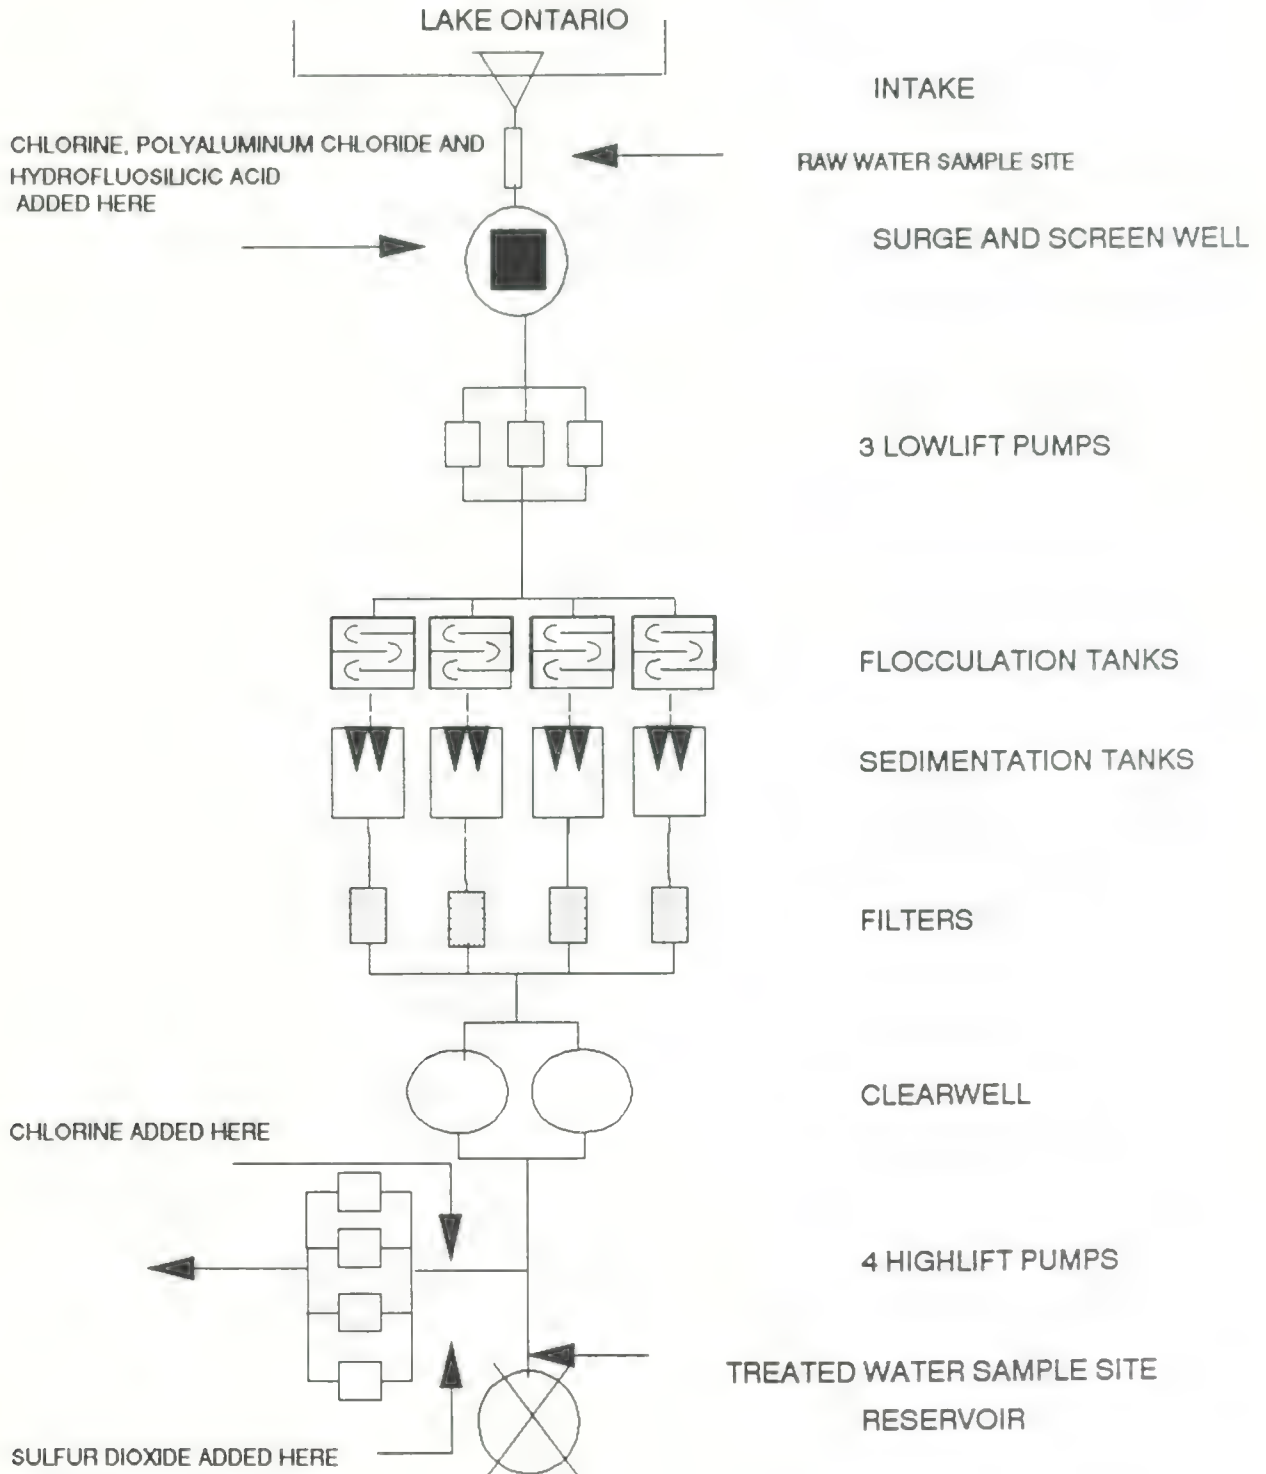 LAKE ONTARIO
INTAKE
CHLORINE, POLYALUMINUM CHLORIDE AND
HYDROFLUOSILICIC ACID
ADDED HERE
RAW WATER SAMPLE SITE
SURGE AND SCREEN WELL
3 LOWLIFT PUMPS
FLOCCULATION TANKS
SEDIMENTATION TANKS
FILTERS
CLEARWELL
CHLORINE ADDED HERE
4 HIGHLIFT PUMPS
TREATED WATER SAMPLE SITE
RESERVOIR
SULFUR DIOXIDE ADDED HERE